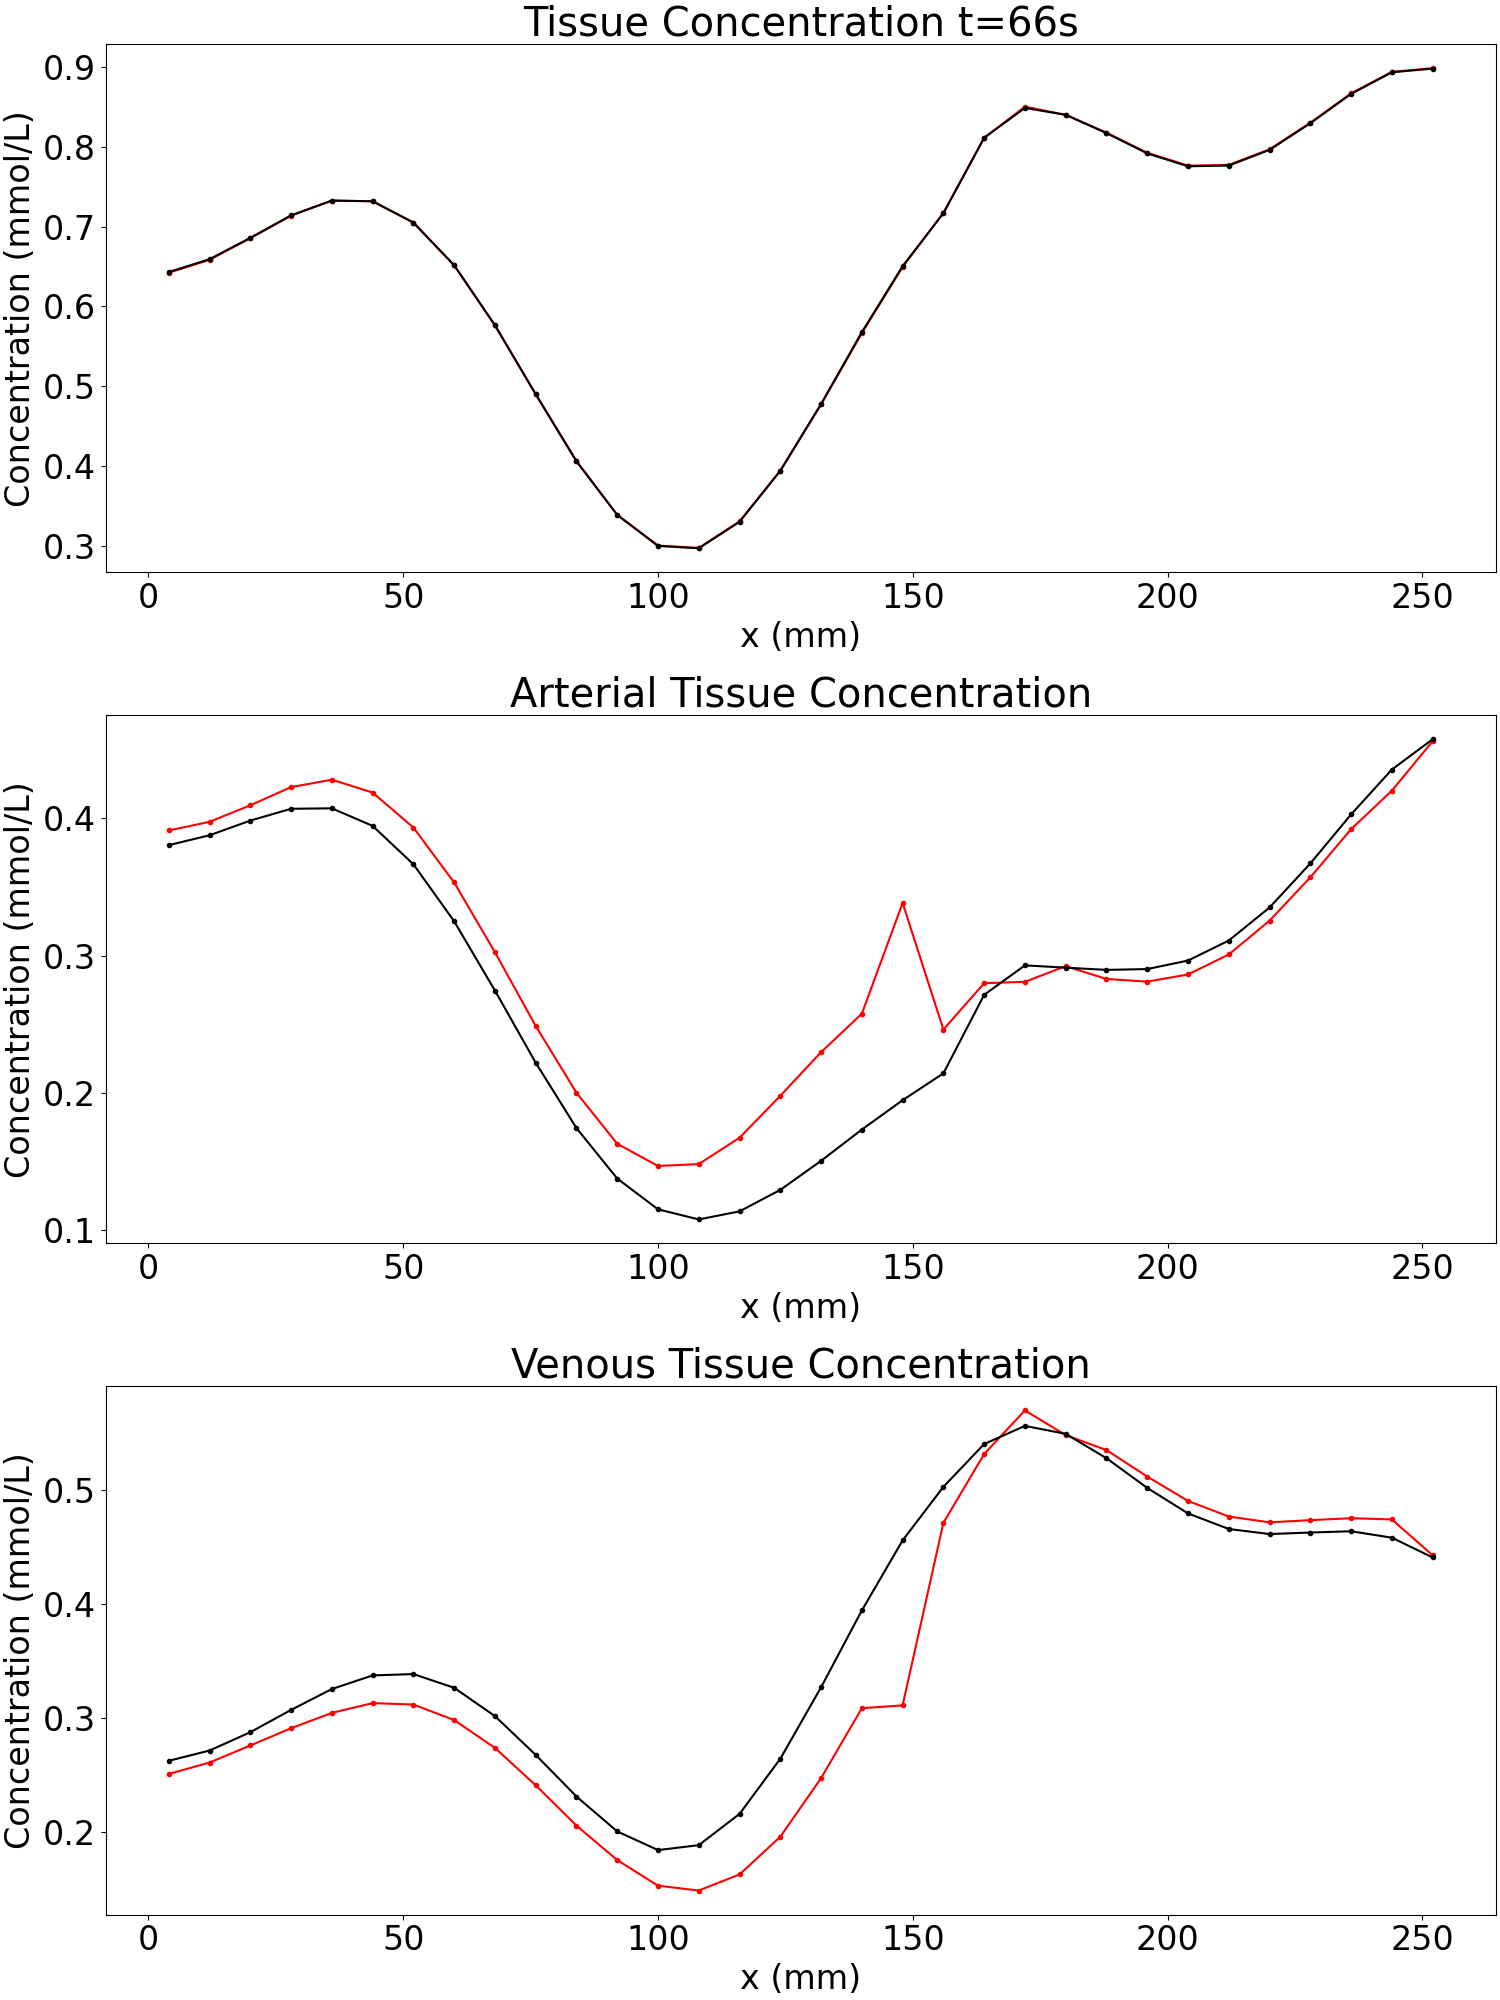 Tissue Concentration t=66s
Concentration (mmol/L)
0.9
0.8
0.7
0.6
0.5
0.4
0.3
0 50 100 150 200 250
x (mm)
Arterial Tissue Concentration
Concentration (mmol/L)
0.4
0.3
0.2
0.1
0 50 100 150 200 250
x (mm)
Venous Tissue Concentration
Concentration (mmol/L)
0.5
0.4
0.3
0.2
0 50 100 150 200 250
x (mm)